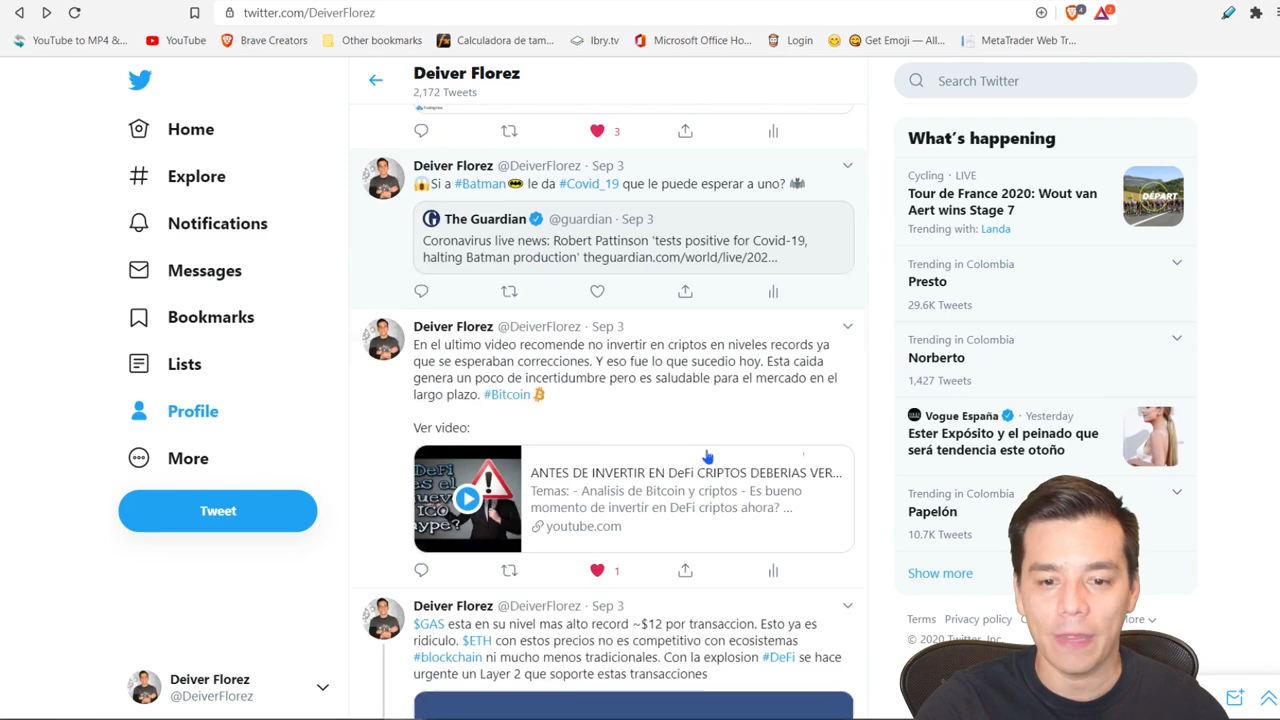 twitter.com/DeiverFlorez
4
2
YouTube to MP4 &...
YouTube
Brave Creators
Other bookmarks
Calculadora de tam...
lbry.tv
Microsoft Office Ho...
Login
Get Emoji — All...
MetaTrader Web Tr...
Home
Explore
Notifications
Messages
Bookmarks
Lists
Profile
More
Tweet
Deiver Florez
@DeiverFlorez
Deiver Florez
2,172 Tweets
3
Deiver Florez @DeiverFlorez · Sep 3
😱Si a #Batman🦇 le da #Covid_19 que le puede esperar a uno?
The Guardian @guardian · Sep 3
Coronavirus live news: Robert Pattinson 'tests positive for Covid-19,
halting Batman production' theguardian.com/world/live/202...
Deiver Florez @DeiverFlorez · Sep 3
En el ultimo video recomende no invertir en criptos en niveles records ya
que se esperaban correcciones. Y eso fue lo que sucedio hoy. Esta caida
genera un poco de incertidumbre pero es saludable para el mercado en el
largo plazo. #Bitcoin
Ver video:
DeFi
es el
nuevo
ICO
hype?
ANTES DE INVERTIR EN DeFi CRIPTOS DEBERIAS VER...
Temas: - Analisis de Bitcoin y criptos - Es bueno
momento de invertir en DeFi criptos ahora? ...
youtube.com
1
Deiver Florez @DeiverFlorez · Sep 3
$GAS esta en su nivel mas alto record ~$12 por transaccion. Esto ya es
ridiculo. $ETH con estos precios no es competitivo con ecosistemas
#blockchain ni mucho menos tradicionales. Con la explosion #DeFi se hace
urgente un Layer 2 que soporte estas transacciones
Search Twitter
What's happening
Cycling · LIVE
Tour de France 2020: Wout van
Aert wins Stage 7
Trending with: Landa
DÉPART
Trending in Colombia
Presto
29.6K Tweets
Trending in Colombia
Norberto
1,427 Tweets
Vogue España · Yesterday
Ester Expósito y el peinado que
será tendencia este otoño
Trending in Colombia
Papelón
10.7K Tweets
Show more
Terms Privacy policy
© 2020 Twitter, Inc.